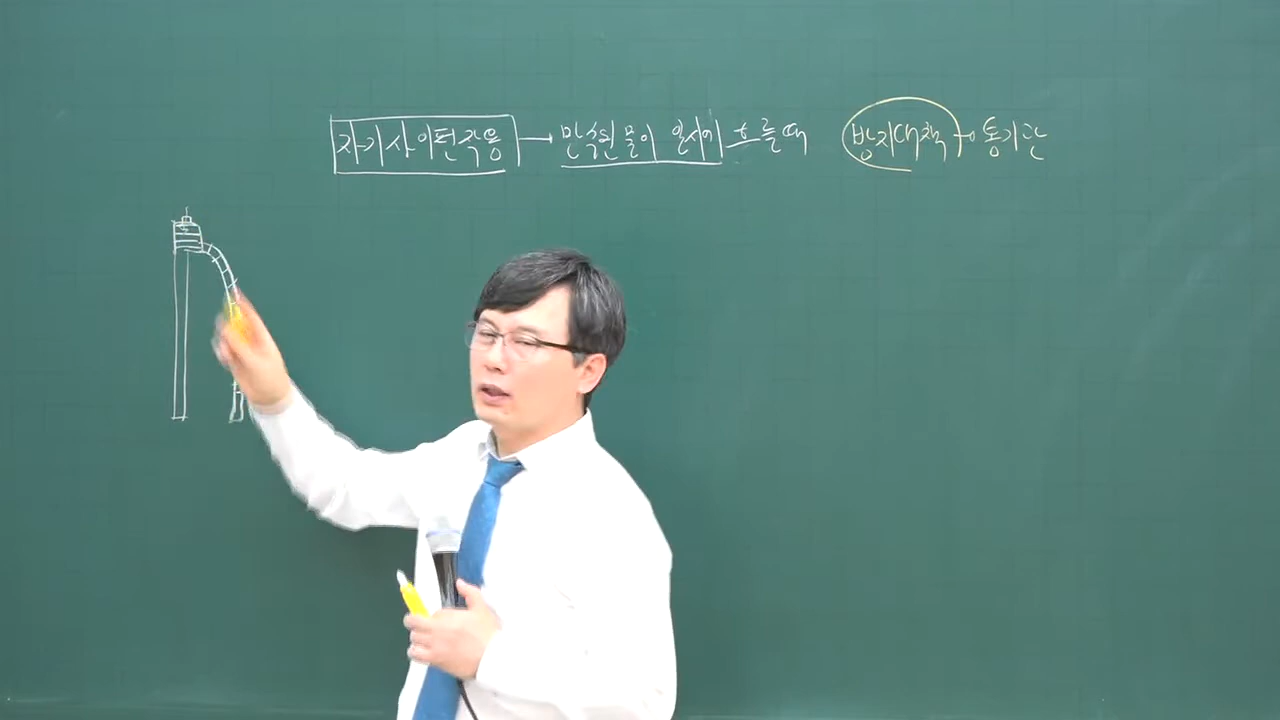 자기사이펀작용 → 만수된 물이 일시에 흐를때 방지대책 → 통기관